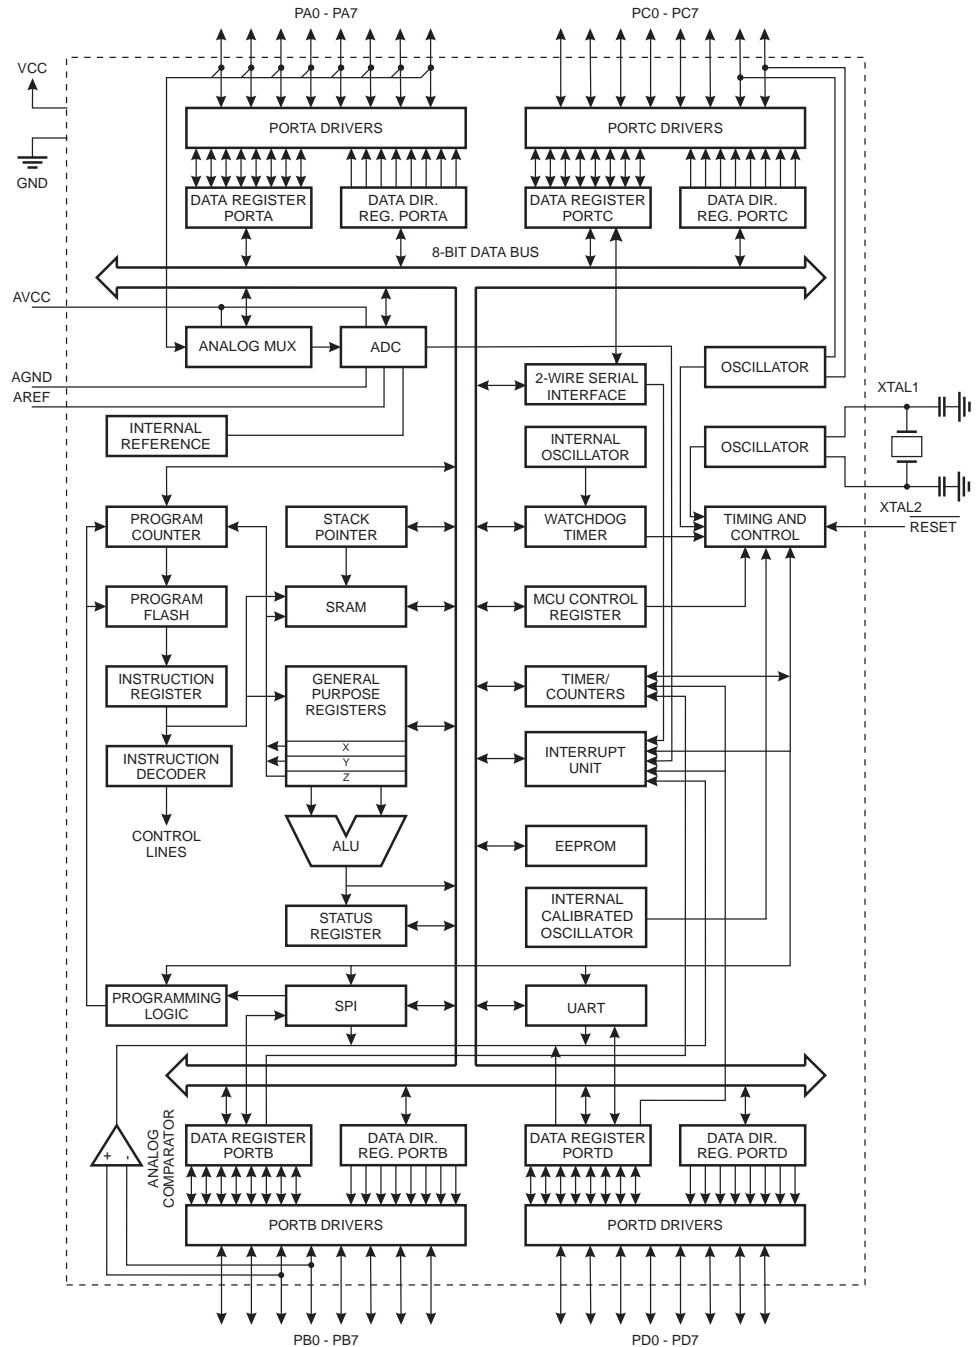 PA0 - PA7
PC0 - PC7
VCC
GND
PORTA DRIVERS
PORTC DRIVERS
DATA REGISTER
PORTA
DATA DIR.
REG. PORTA
DATA REGISTER
PORTC
DATA DIR.
REG. PORTC
8-BIT DATA BUS
AVCC
ANALOG MUX
ADC
AGND
AREF
INTERNAL
REFERENCE
2-WIRE SERIAL
INTERFACE
OSCILLATOR
XTAL1
INTERNAL
OSCILLATOR
OSCILLATOR
XTAL2
RESET
PROGRAM
COUNTER
STACK
POINTER
WATCHDOG
TIMER
TIMING AND
CONTROL
PROGRAM
FLASH
SRAM
MCU CONTROL
REGISTER
INSTRUCTION
REGISTER
GENERAL
PURPOSE
REGISTERS
X
Y
Z
TIMER/
COUNTERS
INSTRUCTION
DECODER
INTERRUPT
UNIT
CONTROL
LINES
ALU
EEPROM
STATUS
REGISTER
INTERNAL
CALIBRATED
OSCILLATOR
PROGRAMMING
LOGIC
SPI
UART
+
-
ANALOG
COMPARATOR
DATA REGISTER
PORTB
DATA DIR.
REG. PORTB
DATA REGISTER
PORTD
DATA DIR.
REG. PORTD
PORTB DRIVERS
PORTD DRIVERS
PB0 - PB7
PD0 - PD7